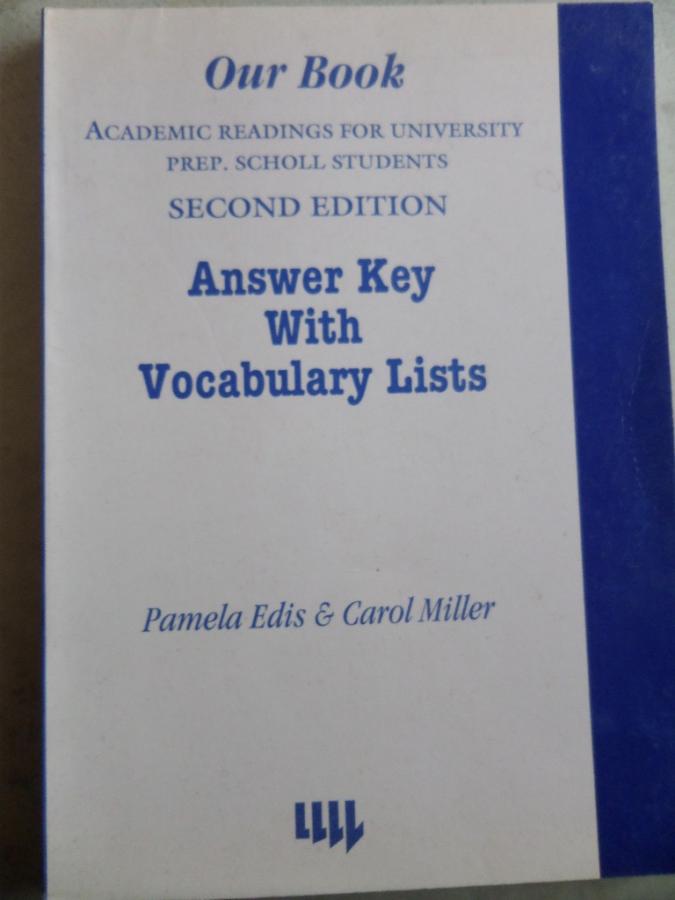 Our Book
ACADEMIC READINGS FOR UNIVERSITY
PREP. SCHOLL STUDENTS
SECOND EDITION
Answer Key
With
Vocabulary Lists
Pamela Edis & Carol Miller